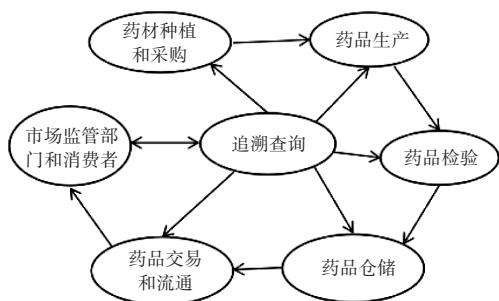 药材种植
和采购
药品生产
市场监管部
门和消费者
追溯查询
药品检验
药品交易
和流通
药品仓储